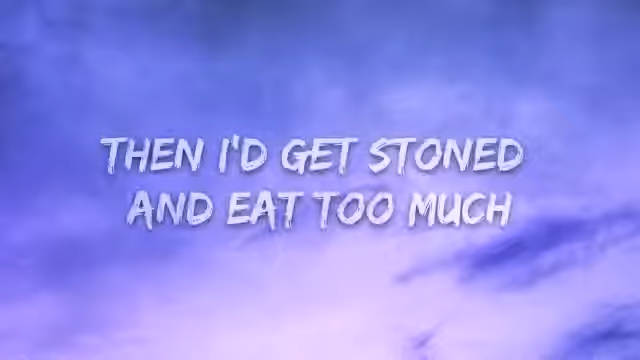 THEN I'D GET STONED
AND EAT TOO MUCH